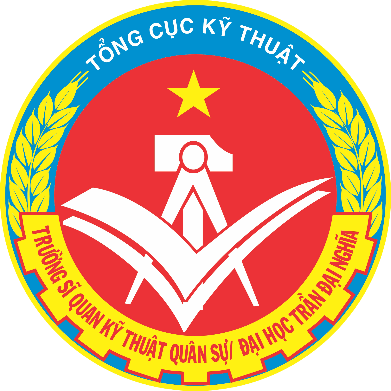 TỔNG CỤC KỸ THUẬT
TRƯỜNG SĨ QUAN KỸ THUẬT QUÂN SỰ/ ĐẠI HỌC TRẦN ĐẠI NGHĨA